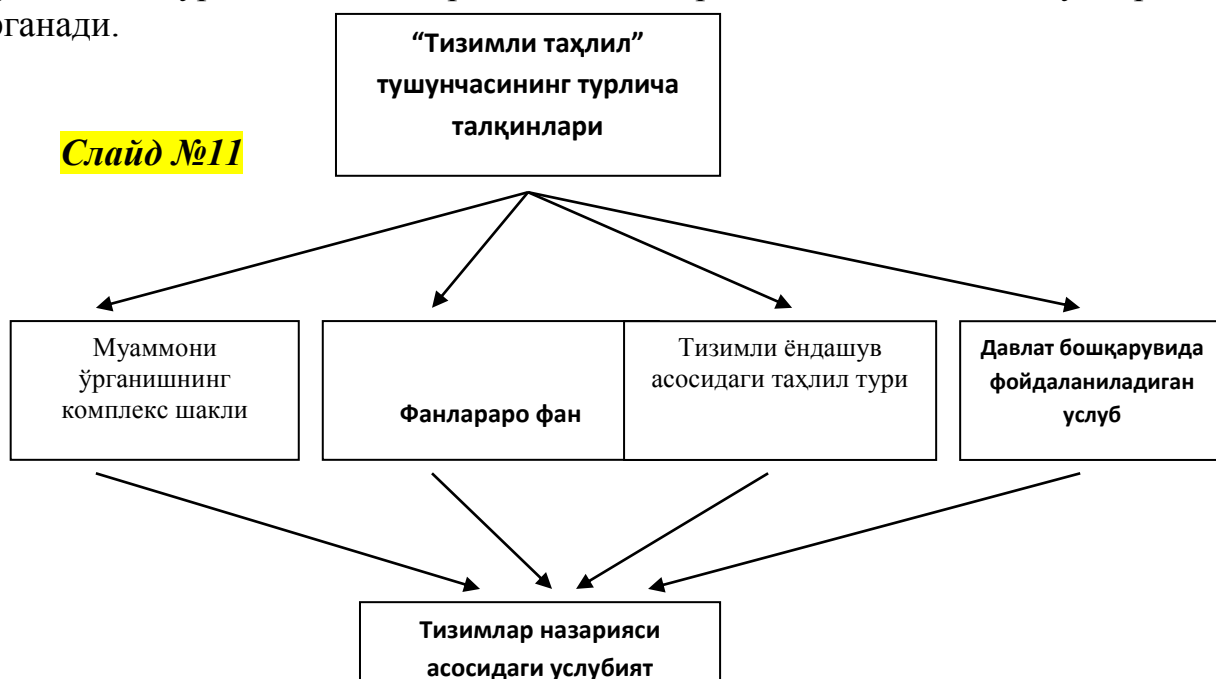 рганади.
“Тизимли таҳлил”
тушунчасининг турлича
талқинлари
Слайд №11
Муаммони
ўрганишнинг
комплекс шакли
Фанлараро фан
Тизимли ёндашув
асосидаги таҳлил тури
Давлат бошқарувида
фойдаланиладиган
услуб
Тизимлар назарияси
асосидаги услубият